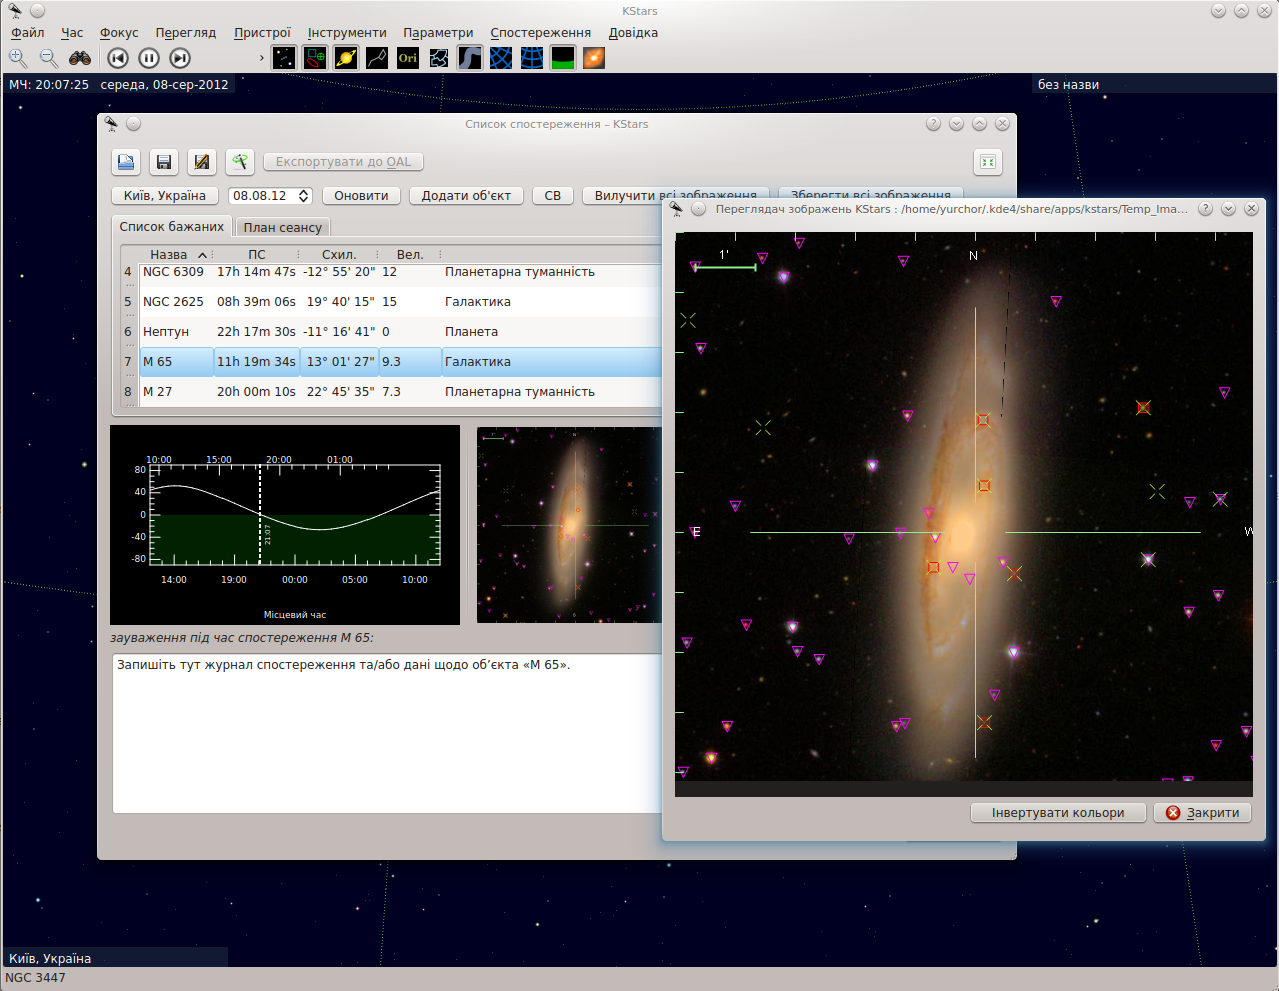 KStars
Файл Час Фокус Перегляд Пристрої Інструменти Параметри Спостереження Довідка
Ori
МЧ: 20:07:25 середа, 08-сер-2012
без назви
Список спостереження – KStars
Експортувати до OAL
Київ, Україна 08.08.12 Оновити Додати об'єкт СВ Вилучити всі зображення Зберегти всі зображення
Список бажаних План сеансу
Назва ПС Схил. Вел.
4 NGC 6309 17h 14m 47s -12° 55' 20" 12 Планетарна туманність
5 NGC 2625 08h 39m 06s 19° 40' 15" 15 Галактика
6 Нептун 22h 17m 30s -11° 16' 41" 0 Планета
7 M 65 11h 19m 34s 13° 01' 27" 9.3 Галактика
8 M 27 20h 00m 10s 22° 45' 35" 7.3 Планетарна туманність
10:00 15:00 20:00 01:00
80
40
0
-40
-80
21:07
14:00 19:00 00:00 05:00 10:00
Місцевий час
зауваження під час спостереження M 65:
Запишіть тут журнал спостереження та/або дані щодо об’єкта «M 65».
Переглядач зображень KStars : /home/yurchor/.kde4/share/apps/kstars/Temp_Ima...
1'
N
E
W
Інвертувати кольори Закрити
Київ, Україна
NGC 3447